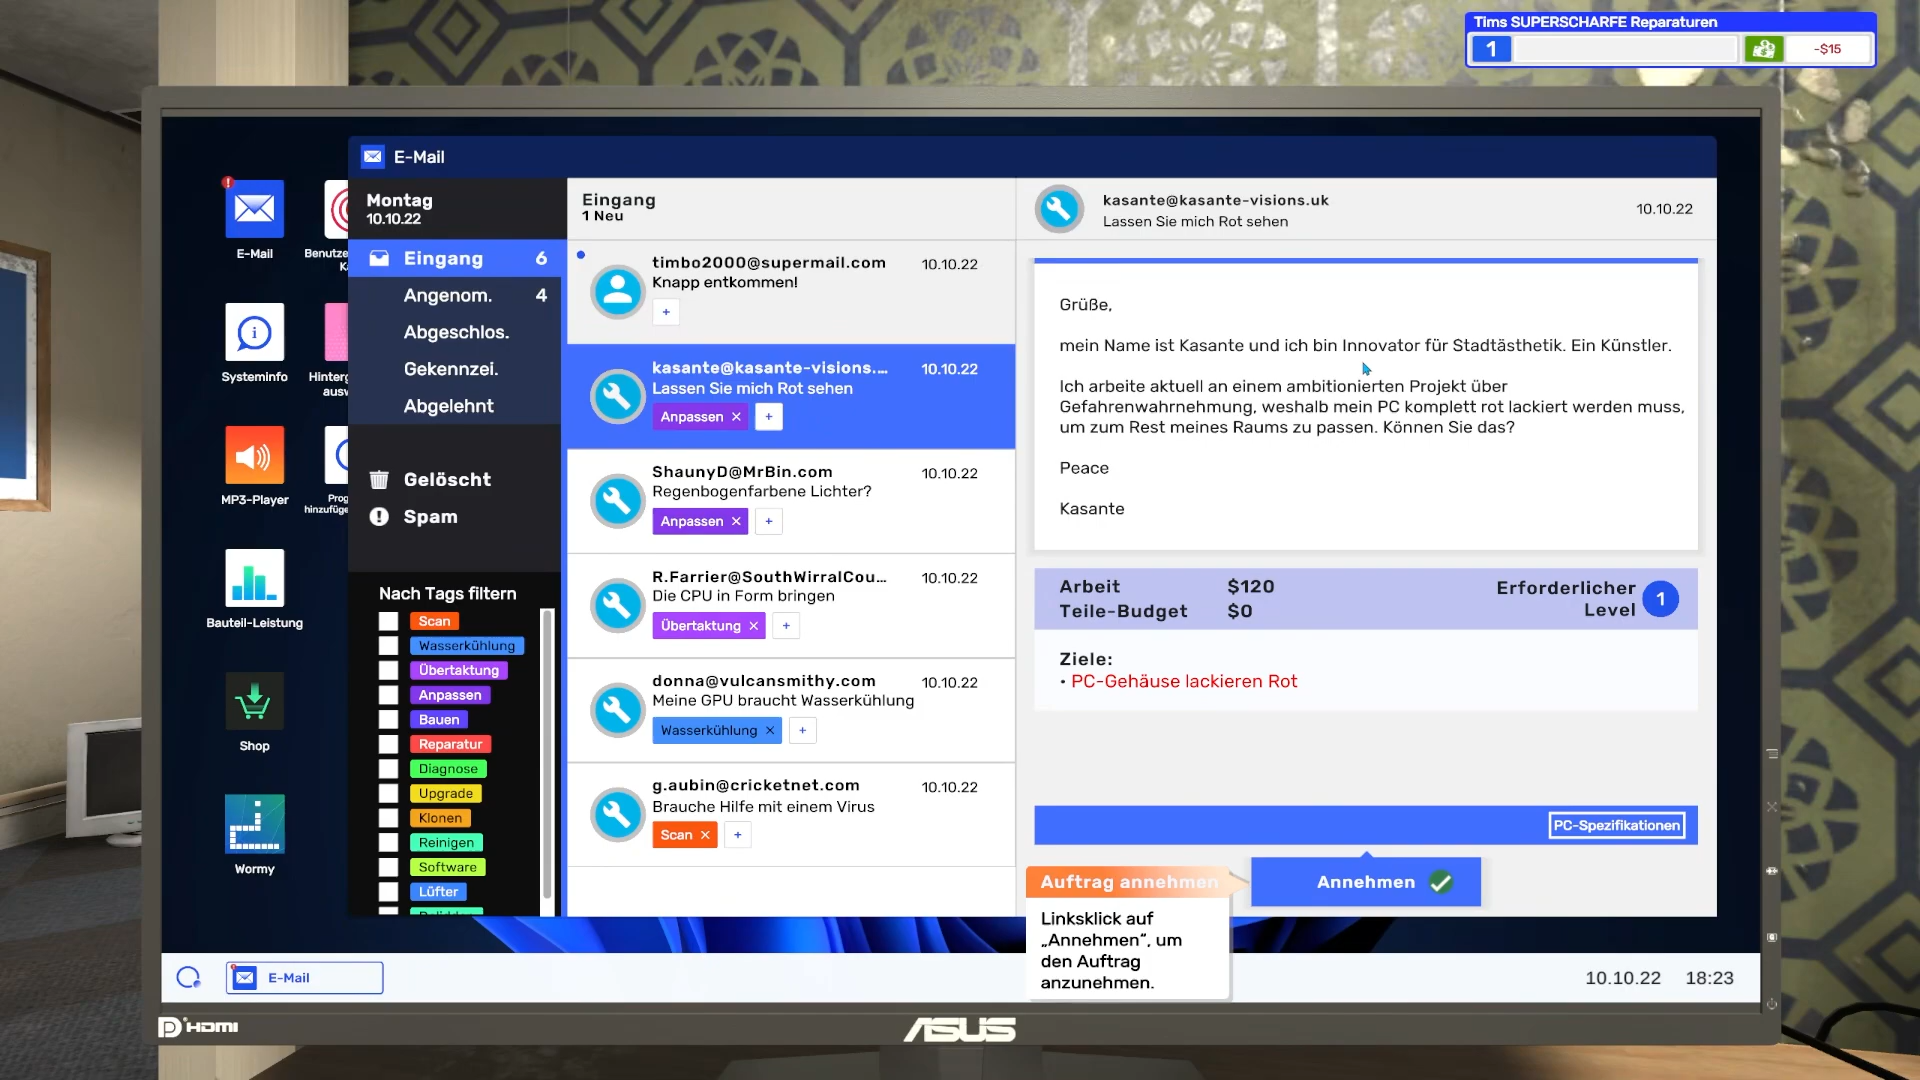 Tims SUPERSCHARFE Reparaturen
1
-$15
E-Mail
E-Mail
Systeminfo
MP3-Player
Bauteil-Leistung
Shop
Wormy
Benutze
Hinterg
ausw
Prog
hinzufüge
Montag
10.10.22
Eingang 6
Angenom. 4
Abgeschlos.
Gekennzei.
Abgelehnt
Gelöscht
Spam
Nach Tags filtern
Scan
Wasserkühlung
Übertaktung
Anpassen
Bauen
Reparatur
Diagnose
Upgrade
Klonen
Reinigen
Software
Lüfter
Eingang
1 Neu
timbo2000@supermail.com 10.10.22
Knapp entkommen!
+
kasante@kasante-visions.... 10.10.22
Lassen Sie mich Rot sehen
Anpassen × +
ShaunyD@MrBin.com 10.10.22
Regenbogenfarbene Lichter?
Anpassen × +
R.Farrier@SouthWirralCou... 10.10.22
Die CPU in Form bringen
Übertaktung × +
donna@vulcansmithy.com 10.10.22
Meine GPU braucht Wasserkühlung
Wasserkühlung × +
g.aubin@cricketnet.com 10.10.22
Brauche Hilfe mit einem Virus
Scan × +
kasante@kasante-visions.uk 10.10.22
Lassen Sie mich Rot sehen
Grüße,
mein Name ist Kasante und ich bin Innovator für Stadtästhetik. Ein Künstler.
Ich arbeite aktuell an einem ambitionierten Projekt über
Gefahrenwahrnehmung, weshalb mein PC komplett rot lackiert werden muss,
um zum Rest meines Raums zu passen. Können Sie das?
Peace
Kasante
Arbeit $120
Teile-Budget $0
Erforderlicher
Level 1
Ziele:
• PC-Gehäuse lackieren Rot
PC-Spezifikationen
Annehmen
Auftrag annehmen
Linksklick auf
„Annehmen“, um
den Auftrag
anzunehmen.
E-Mail
10.10.22 18:23
HDMI
ASUS